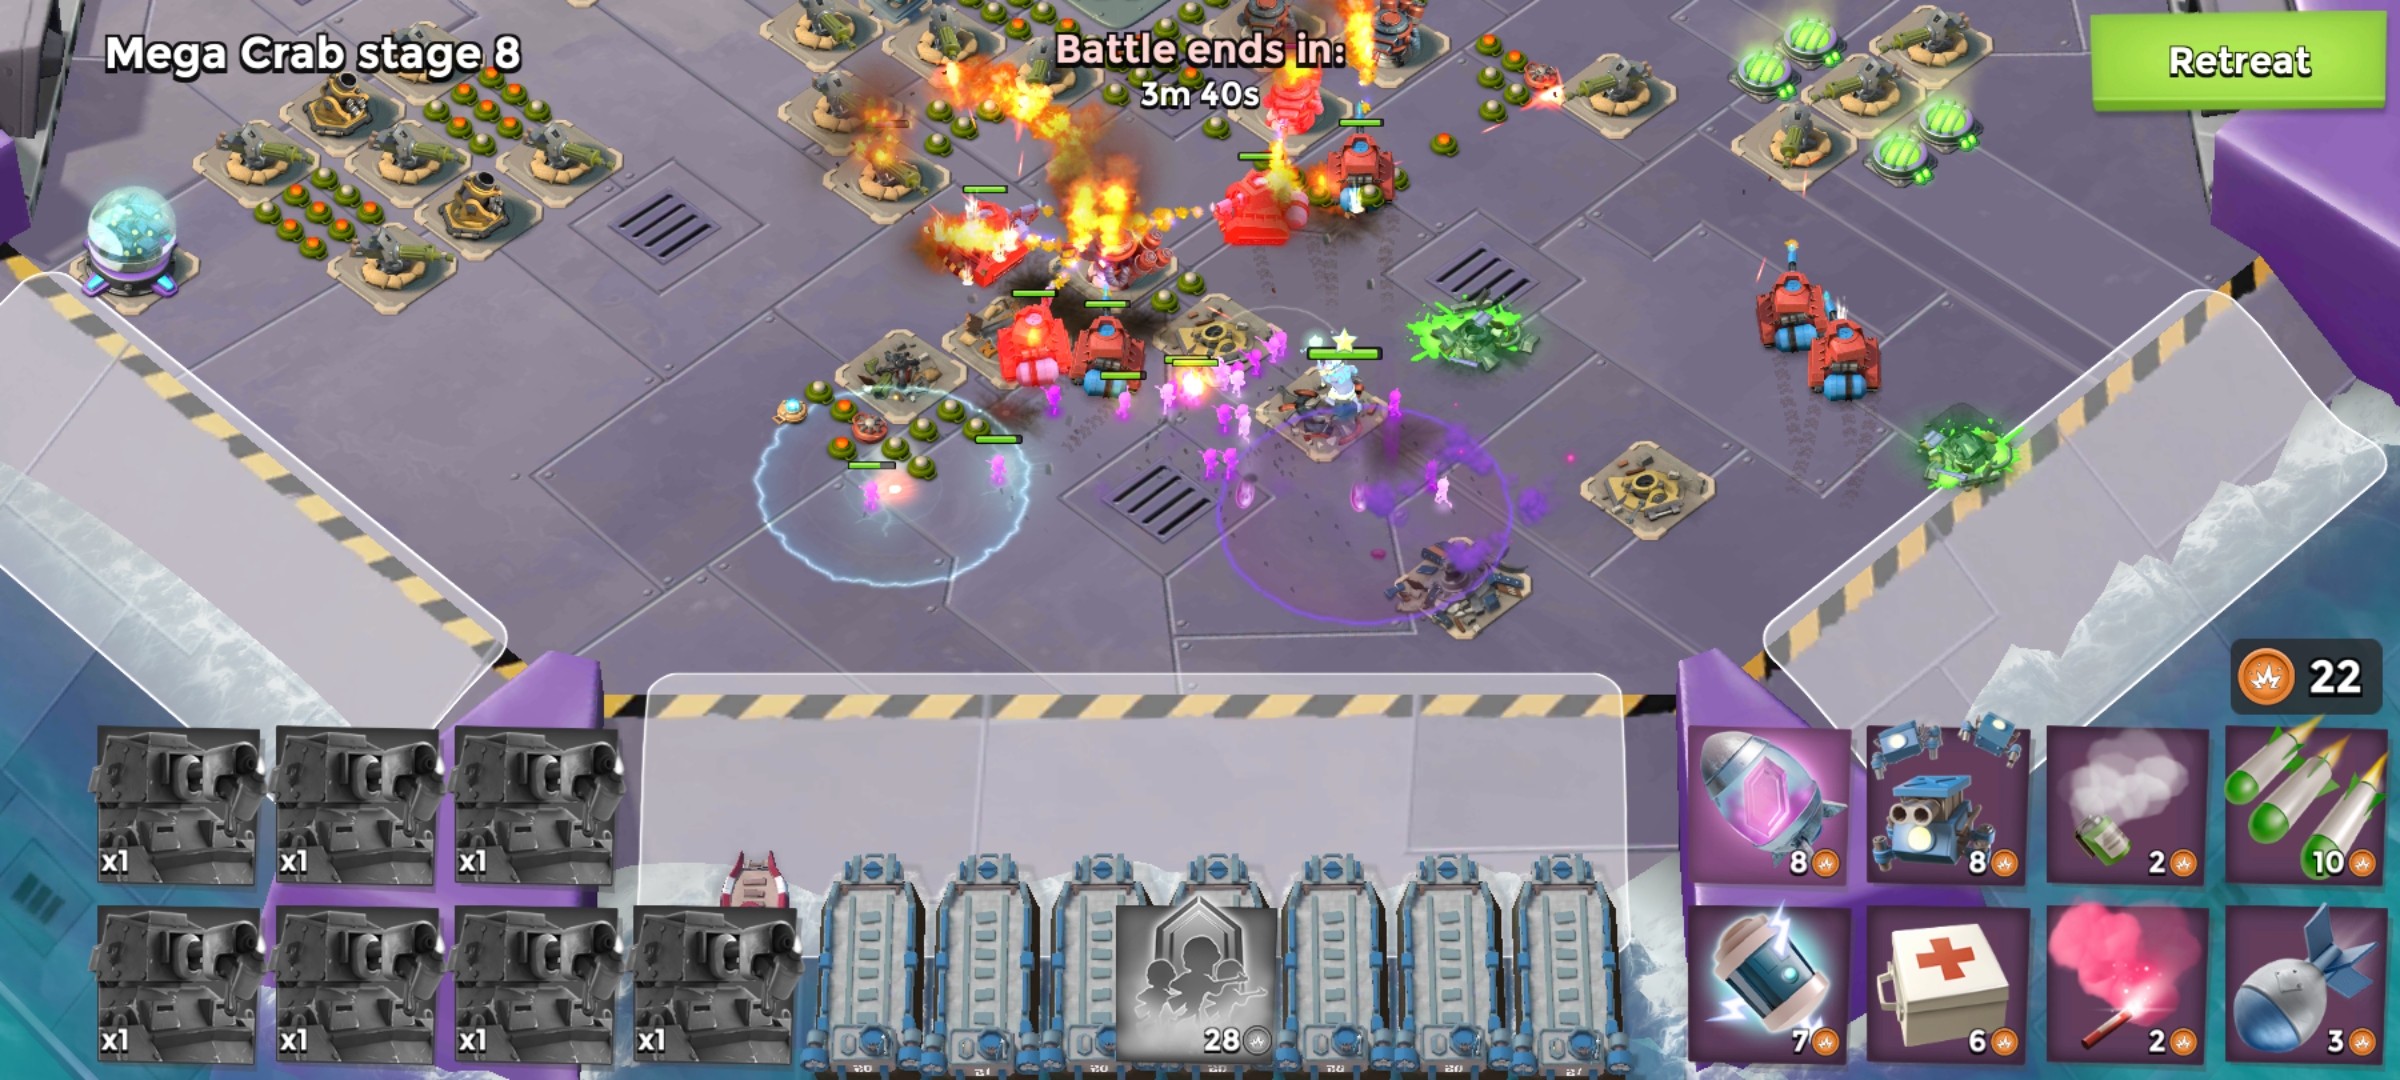 Mega Crab stage 8
Battle ends in:
3m 40s
Retreat
22
x1
x1
x1
8
8
2
10
x1
x1
x1
x1
28
7
6
2
3